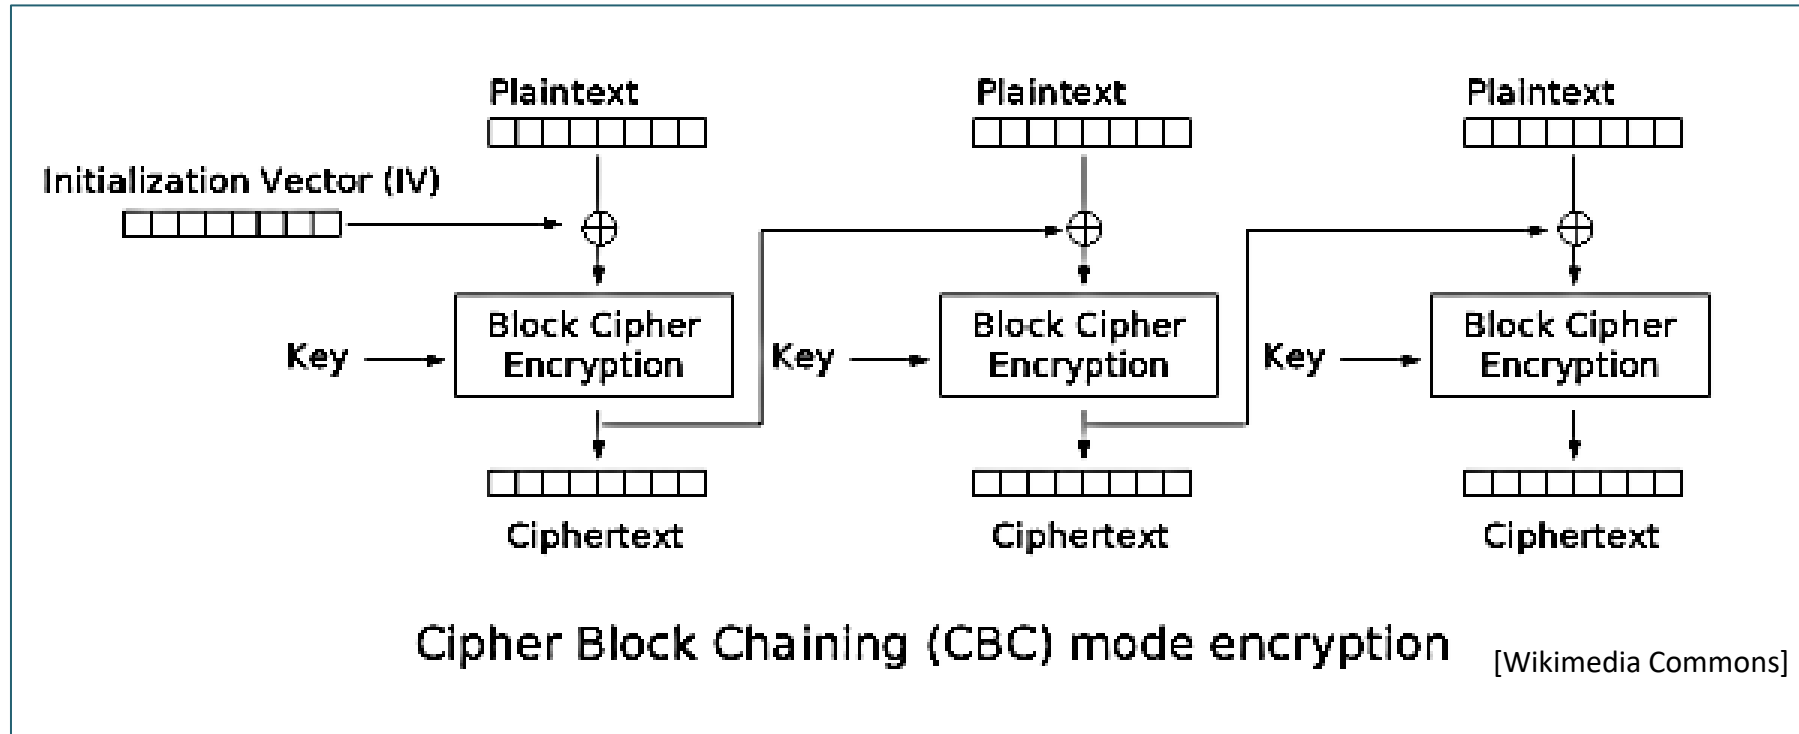 Plaintext
Plaintext
Plaintext
Initialization Vector (IV)
Key
Block Cipher
Encryption
Key
Block Cipher
Encryption
Key
Block Cipher
Encryption
Ciphertext
Ciphertext
Ciphertext
Cipher Block Chaining (CBC) mode encryption
[Wikimedia Commons]